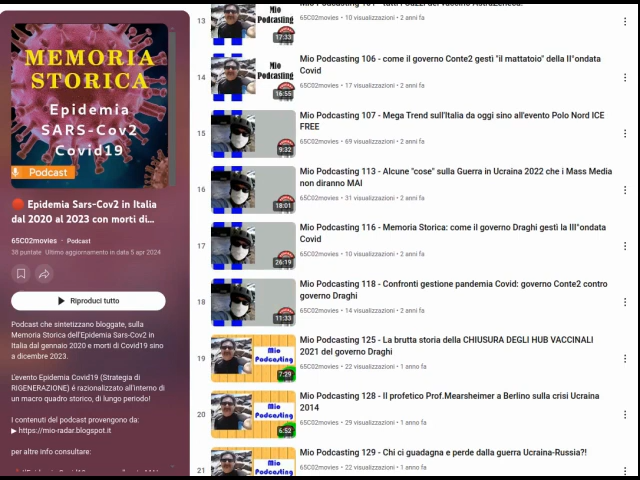 MEMORIA
STORICA
Epidemia
SARS-Cov2
Covid19
Podcast
Epidemia Sars-Cov2 in Italia
dal 2020 al 2023 con morti di...
65C02movies · Podcast
38 puntate Ultimo aggiornamento in data 5 apr 2024
Riproduci tutto
Podcast che sintetizzano bloggate, sulla
Memoria Storica dell'Epidemia Sars-Cov2 in
Italia dal gennaio 2020 e morti di Covid19 sino
a dicembre 2023.
L'evento Epidemia Covid19 (Strategia di
RIGENERAZIONE) é razionalizzato all'interno di
un macro quadro storico, di lungo periodo!
I contenuti del podcast provengono da:
▶ https://mio-radar.blogspot.it
per altre info consultare:
13
Mio
Podcasting
17:33
65C02movies • 10 visualizzazioni • 2 anni fa
14
Mio
Podcasting
16:55
Mio Podcasting 106 - come il governo Conte2 gestì "il mattatoio" della II°ondata
Covid
65C02movies • 17 visualizzazioni • 2 anni fa
15
9:32
Mio Podcasting 107 - Mega Trend sull'Italia da oggi sino all'evento Polo Nord ICE
FREE
65C02movies • 69 visualizzazioni • 2 anni fa
16
18:01
Mio Podcasting 113 - Alcune "cose" sulla Guerra in Ucraina 2022 che i Mass Media
non diranno MAI
65C02movies • 31 visualizzazioni • 2 anni fa
17
26:19
Mio Podcasting 116 - Memoria Storica: come il governo Draghi gestì la III°ondata
Covid
65C02movies • 10 visualizzazioni • 2 anni fa
18
11:33
Mio Podcasting 118 - Confronti gestione pandemia Covid: governo Conte2 contro
governo Draghi
65C02movies • 14 visualizzazioni • 2 anni fa
19
Mio
Podcasting
7:29
Mio Podcasting 125 - La brutta storia della CHIUSURA DEGLI HUB VACCINALI
2021 del governo Draghi
65C02movies • 22 visualizzazioni • 1 anno fa
20
Mio
Podcasting
6:52
Mio Podcasting 128 - Il profetico Prof.Mearsheimer a Berlino sulla crisi Ucraina
2014
65C02movies • 29 visualizzazioni • 1 anno fa
21
Mio
Podcasting
Mio Podcasting 129 - Chi ci guadagna e perde dalla guerra Ucraina-Russia?!
65C02movies • 22 visualizzazioni • 1 anno fa